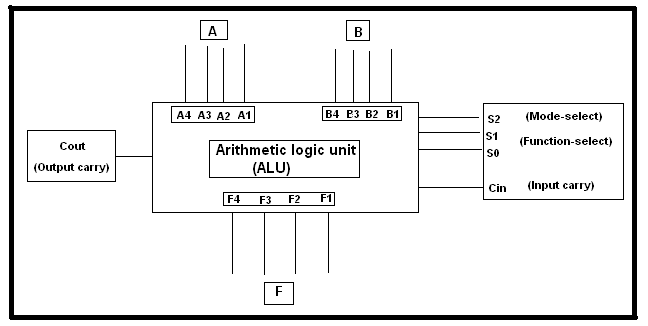 A B
A4 A3 A2 A1 B4 B3 B2 B1
S2 (Mode-select)
S1 (Function-select)
S0
Cin (Input carry)
Cout
(Output carry)
Arithmetic logic unit
(ALU)
F4 F3 F2 F1
F